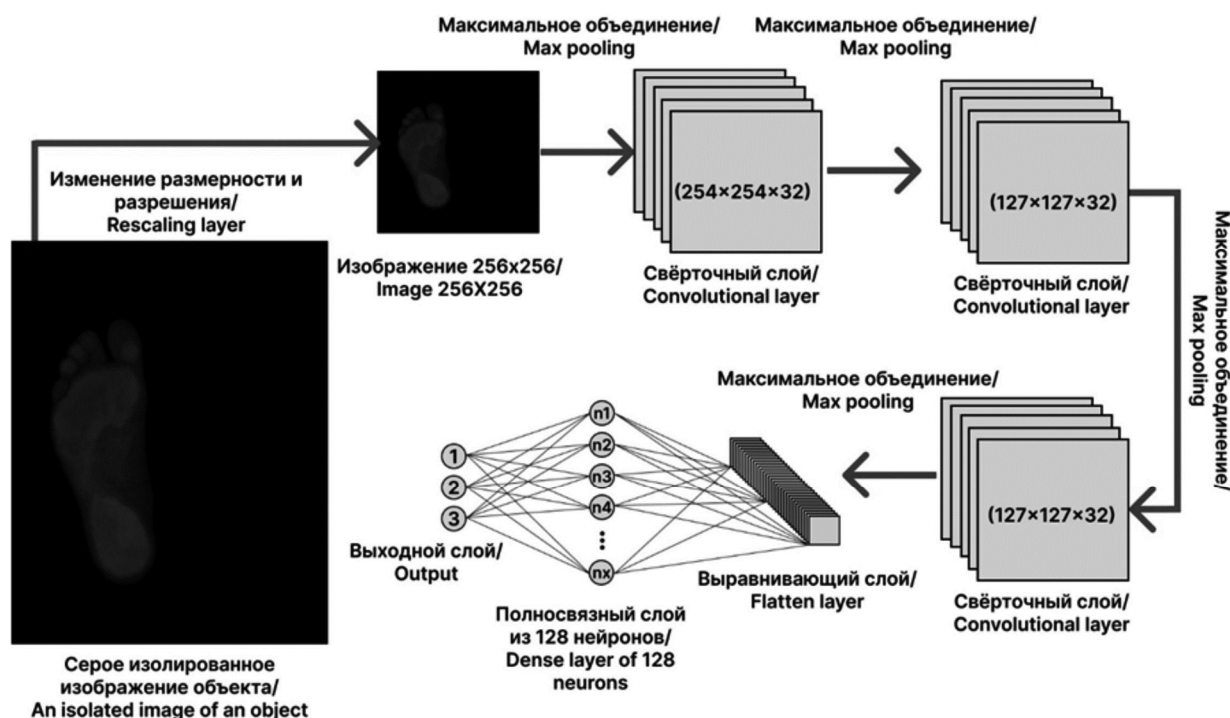 Изменение размерности и
разрешения/
Rescaling layer
Серое изолированное
изображение объекта/
An isolated image of an object
Изображение 256x256/
Image 256X256
Максимальное объединение/
Max pooling
(254×254×32)
Свёрточный слой/
Convolutional layer
Максимальное объединение/
Max pooling
(127×127×32)
Свёрточный слой/
Convolutional layer
Максимальное объединение/
Max pooling
(127×127×32)
Свёрточный слой/
Convolutional layer
Максимальное объединение/
Max pooling
Выравнивающий слой/
Flatten layer
n1
n2
n3
n4
nx
Полносвязный слой
из 128 нейронов/
Dense layer of 128
neurons
1
2
3
Выходной слой/
Output